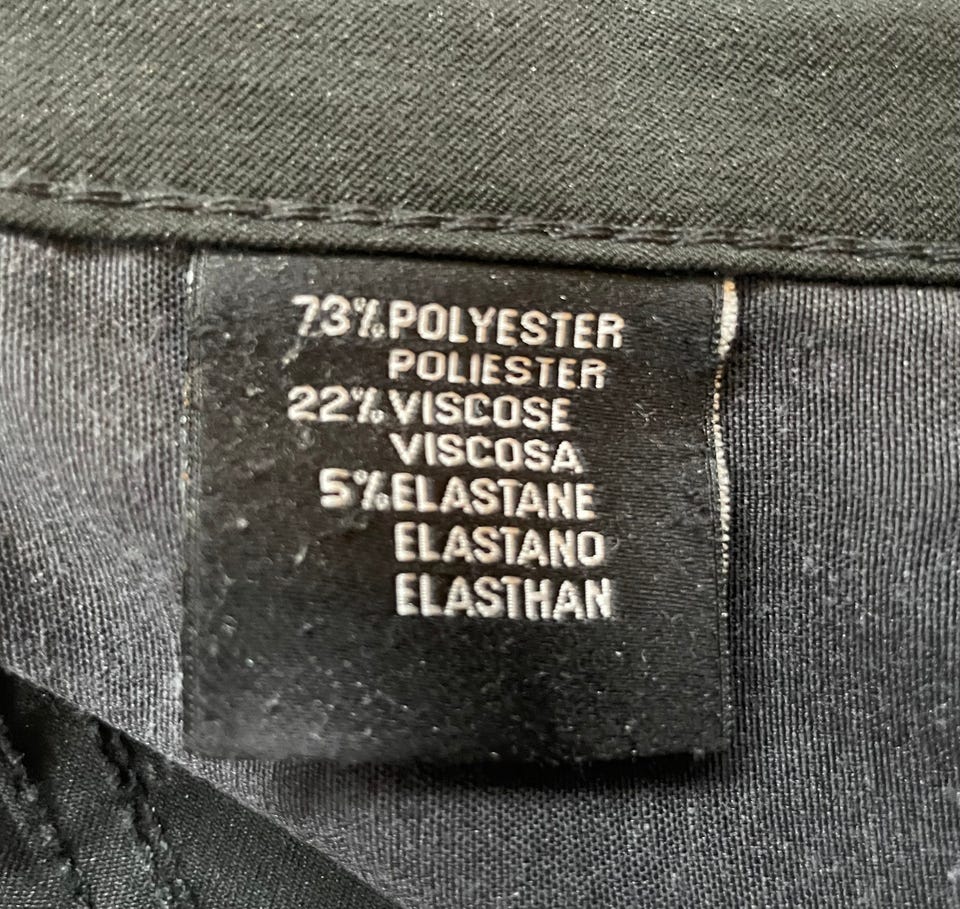 73% POLYESTER
POLIESTER
22% VISCOSE
VISCOSA
5% ELASTANE
ELASTANO
ELASTHAN